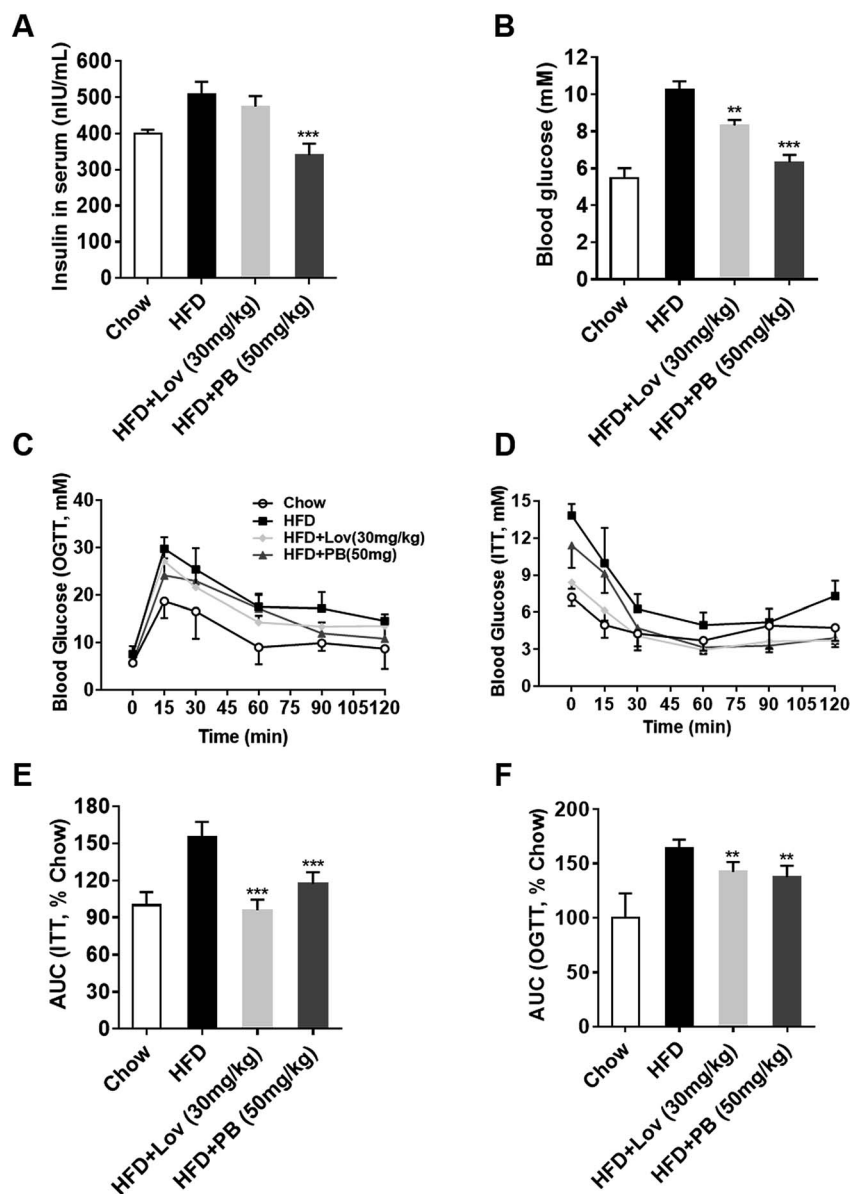 A
Insulin in serum (nIU/mL)
600
500
400
300
200
100
0
***
Chow
HFD
HFD+Lov (30mg/kg)
HFD+PB (50mg/kg)
B
Blood glucose (mM)
12
10
8
6
4
2
0
**
***
Chow
HFD
HFD+Lov (30mg/kg)
HFD+PB (50mg/kg)
C
Blood Glucose (OGTT, mM)
40
30
20
10
0
Chow
HFD
HFD+Lov(30mg/kg)
HFD+PB(50mg)
0 15 30 45 60 75 90 105 120
Time (min)
D
Blood Glucose (ITT, mM)
15
12
9
6
3
0
0 15 30 45 60 75 90 105 120
Time (min)
E
AUC (ITT, % Chow)
180
150
120
90
60
30
0
***
***
Chow
HFD
HFD+Lov (30mg/kg)
HFD+PB (50mg/kg)
F
AUC (OGTT, % Chow)
200
150
100
50
0
**
**
Chow
HFD
HFD+Lov (30mg/kg)
HFD+PB (50mg/kg)